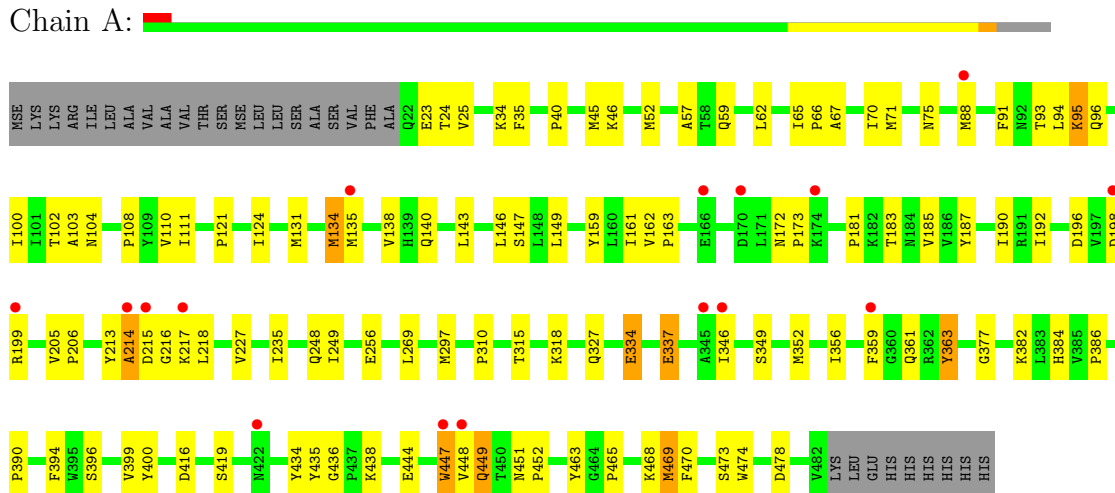 Chain A:
MSE LYS LYS ARG ILE LEU ALA VAL ALA VAL THR SER MSE LEU LEU SER ALA SER VAL PHE ALA Q22 E23 T24 V25 K34 F35 P40 M45 K46 M52 A57 T58 Q59 L62 I65 P66 A67 I70 M71 N75 M88 F91 N92 T93 L94 K95 Q96
I100 I101 T102 A103 N104 P108 Y109 V110 I111 P121 I124 M131 M134 M135 V138 H139 Q140 L143 L146 S147 L148 L149 Y159 L160 I161 V162 P163 E166 D170 L171 N172 P173 K174 P181 K182 T183 N184 V185 V186 Y187 I190 R191 I192 D196 V197 D198
R199 V205 P206 Y213 A214 D215 G216 K217 L218 V227 I235 Q248 I249 E256 L269 M297 P310 T315 K318 Q327 E334 E337 A345 I346 S349 M352 I356 F359 G360 Q361 R362 Y363 G377 K382 L383 H384 V385 P386
P390 F394 W395 S396 V399 Y400 D416 S419 N422 Y434 Y435 G436 P437 K438 E444 W447 V448 Q449 T450 N451 P452 Y463 G464 P465 K468 M469 F470 S473 W474 D478 V482 LYS LEU GLU HIS HIS HIS HIS HIS HIS